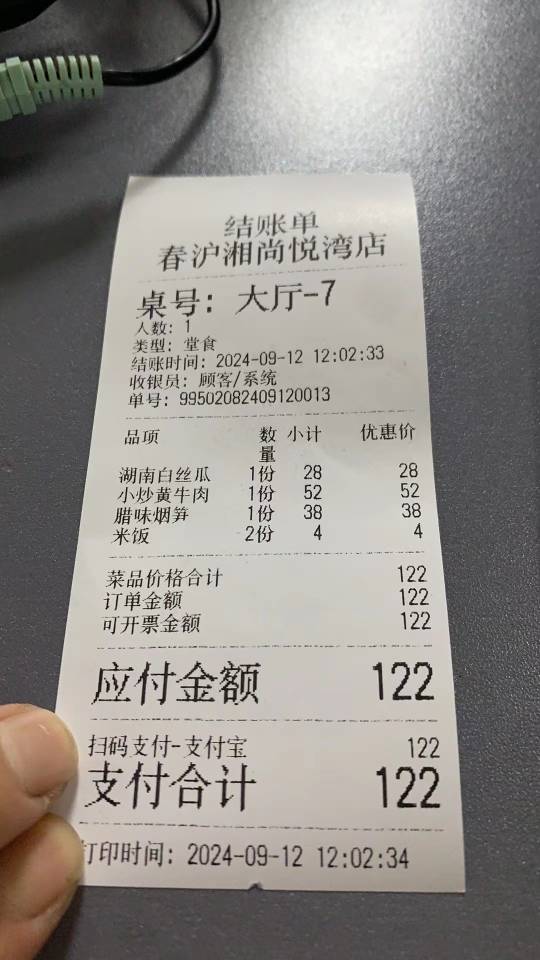 结账单
春沪湘尚悦湾店
桌号：大厅-7
人数：1
类型：堂食
结账时间：2024-09-12 12:02:33
收银员：顾客/系统
单号：99502082409120013
品项 数量 小计 优惠价
湖南白丝瓜 1份 28 28
小炒黄牛肉 1份 52 52
腊味烟笋 1份 38 38
米饭 2份 4 4
菜品价格合计 122
订单金额 122
可开票金额 122
应付金额 122
扫码支付-支付宝 122
支付合计 122
打印时间：2024-09-12 12:02:34